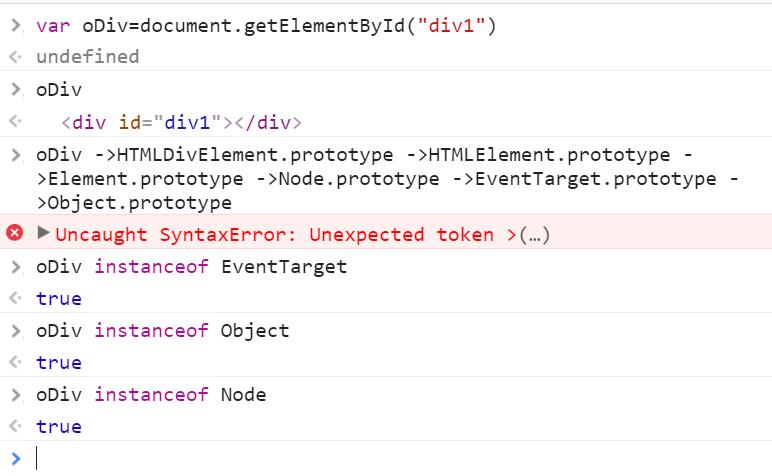 var oDiv=document.getElementById("div1")
undefined
oDiv
<div id="div1"></div>
oDiv ->HTMLDivElement.prototype ->HTMLElement.prototype -
>Element.prototype ->Node.prototype ->EventTarget.prototype -
>Object.prototype
Uncaught SyntaxError: Unexpected token >(…)
oDiv instanceof EventTarget
true
oDiv instanceof Object
true
oDiv instanceof Node
true